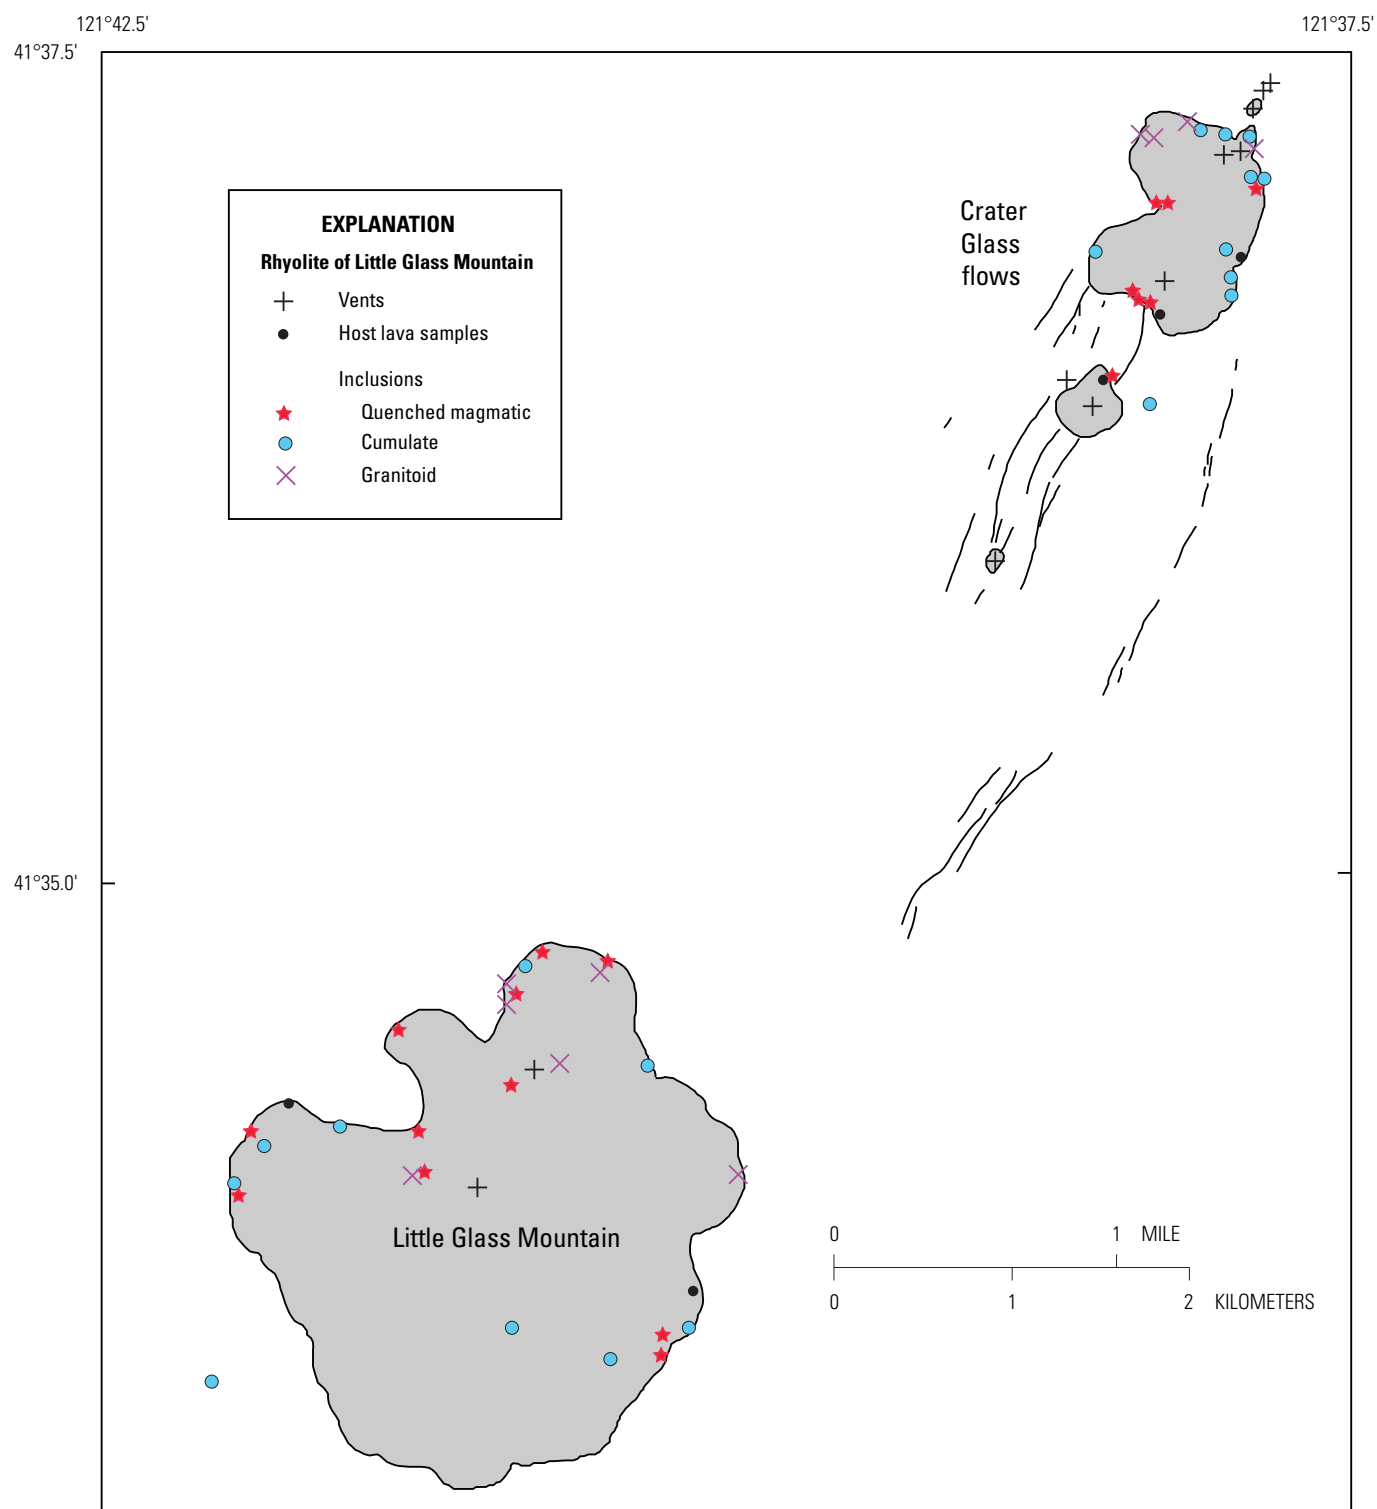 121°42.5'
121°37.5'
41°37.5'
EXPLANATION
Rhyolite of Little Glass Mountain
Vents
Host lava samples
Inclusions
Quenched magmatic
Cumulate
Granitoid
Crater
Glass
flows
41°35.0'
Little Glass Mountain
0 1 MILE
0 1 2 KILOMETERS